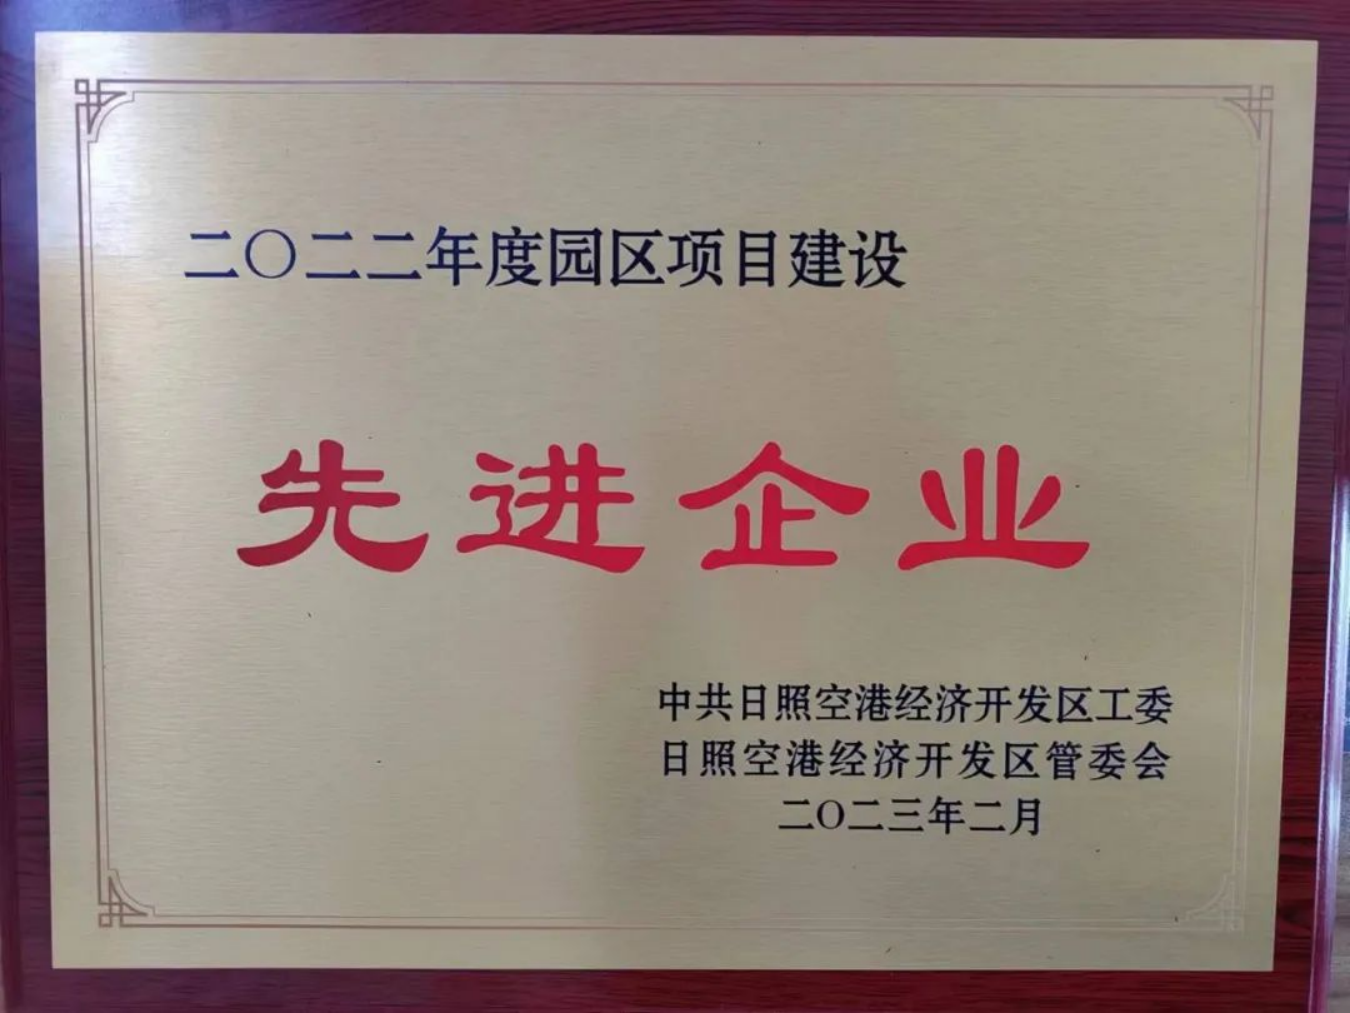 二〇二二年度园区项目建设
先进企业
中共日照空港经济开发区工委
日照空港经济开发区管委会
二〇二三年二月